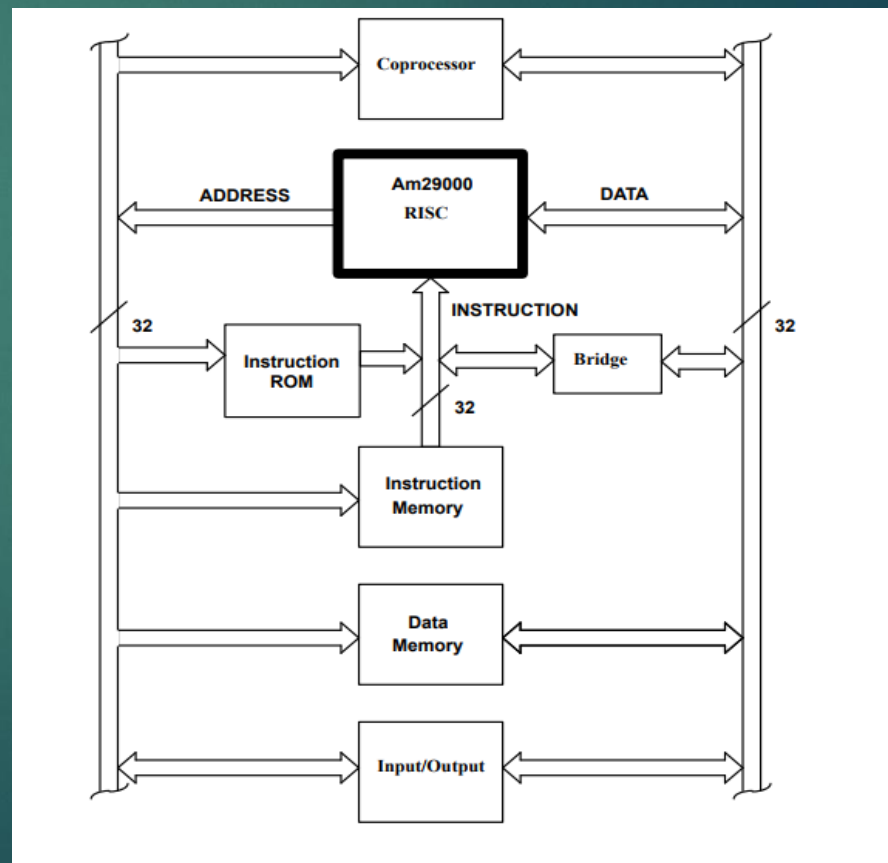 Coprocessor
Am29000
RISC
ADDRESS
DATA
INSTRUCTION
32
32
Instruction
ROM
Bridge
32
Instruction
Memory
Data
Memory
Input/Output